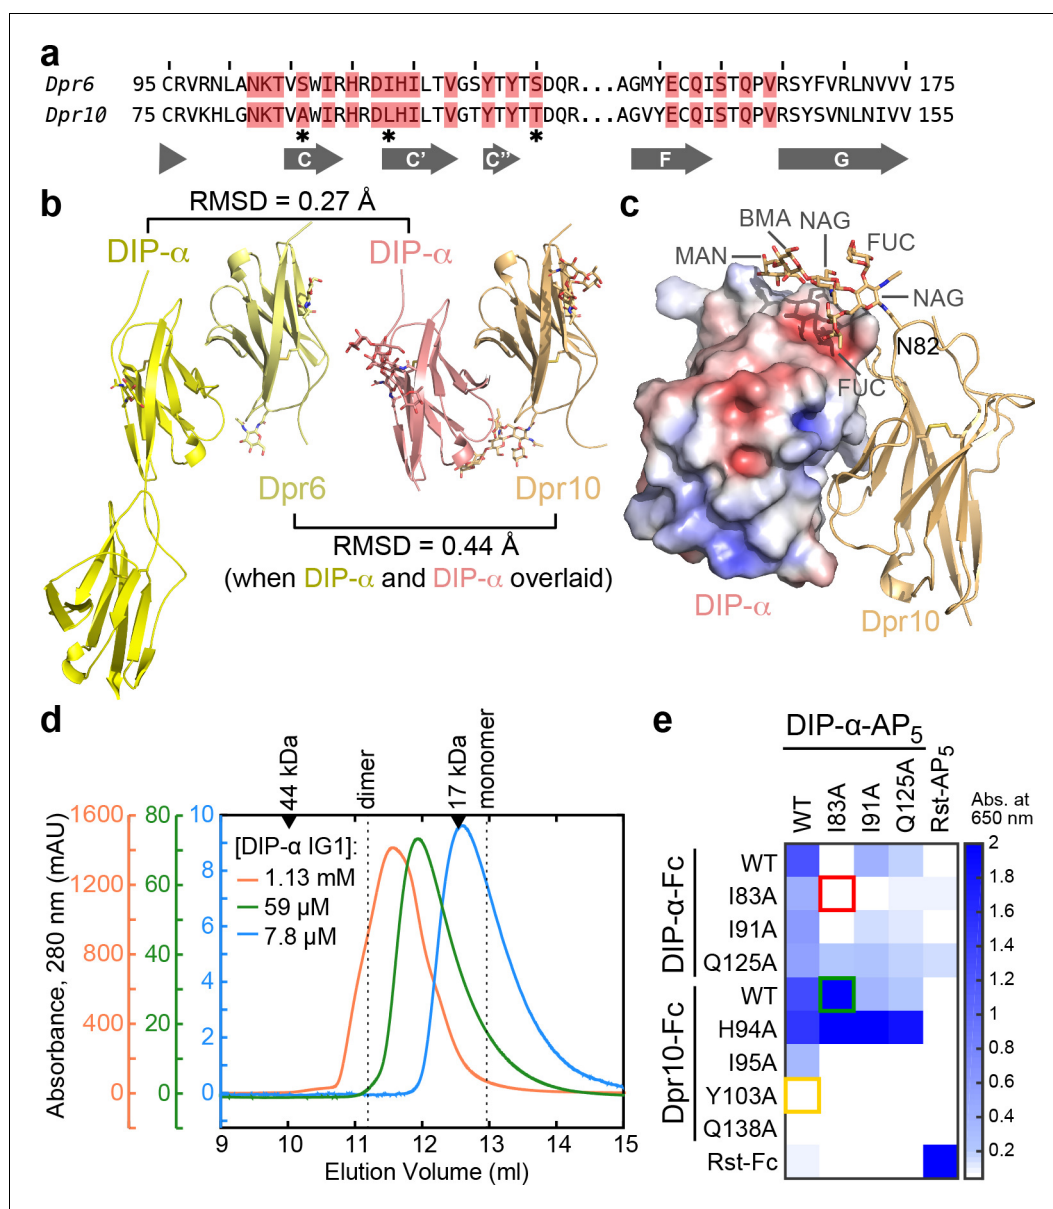 a
Dpr6 95 CRVRNLANKTVSWIRHRDIHILTVGSYTYTSDQR...AGMYECQISTQPVRSYFVRLNVVV 175
Dpr10 75 CRVKHLGNKTVAWIRHRDLHILTVGTYTYTTDQR...AGVYECQISTQPVRSYSVNLNIVV 155
* * *
C C’ C’’ F G
b
RMSD = 0.27 Å
DIP-α
DIP-α
Dpr6
Dpr10
RMSD = 0.44 Å
(when DIP-α and DIP-α overlaid)
c
BMA
NAG
MAN
FUC
NAG
N82
FUC
DIP-α
Dpr10
d
44 kDa
dimer
17 kDa
monomer
Absorbance, 280 nm (mAU)
1600
1200
800
400
0
80
60
40
20
0
10
8
6
4
2
0
[DIP-α IG1]:
1.13 mM
59 µM
7.8 µM
9 10 11 12 13 14 15
Elution Volume (ml)
e
DIP-α-AP5
WT I83A I91A Q125A Rst-AP5
Abs. at
650 nm
DIP-α-Fc
WT
I83A
I91A
Q125A
Dpr10-Fc
WT
H94A
I95A
Y103A
Q138A
Rst-Fc
2
1.8
1.6
1.4
1.2
1
0.8
0.6
0.4
0.2